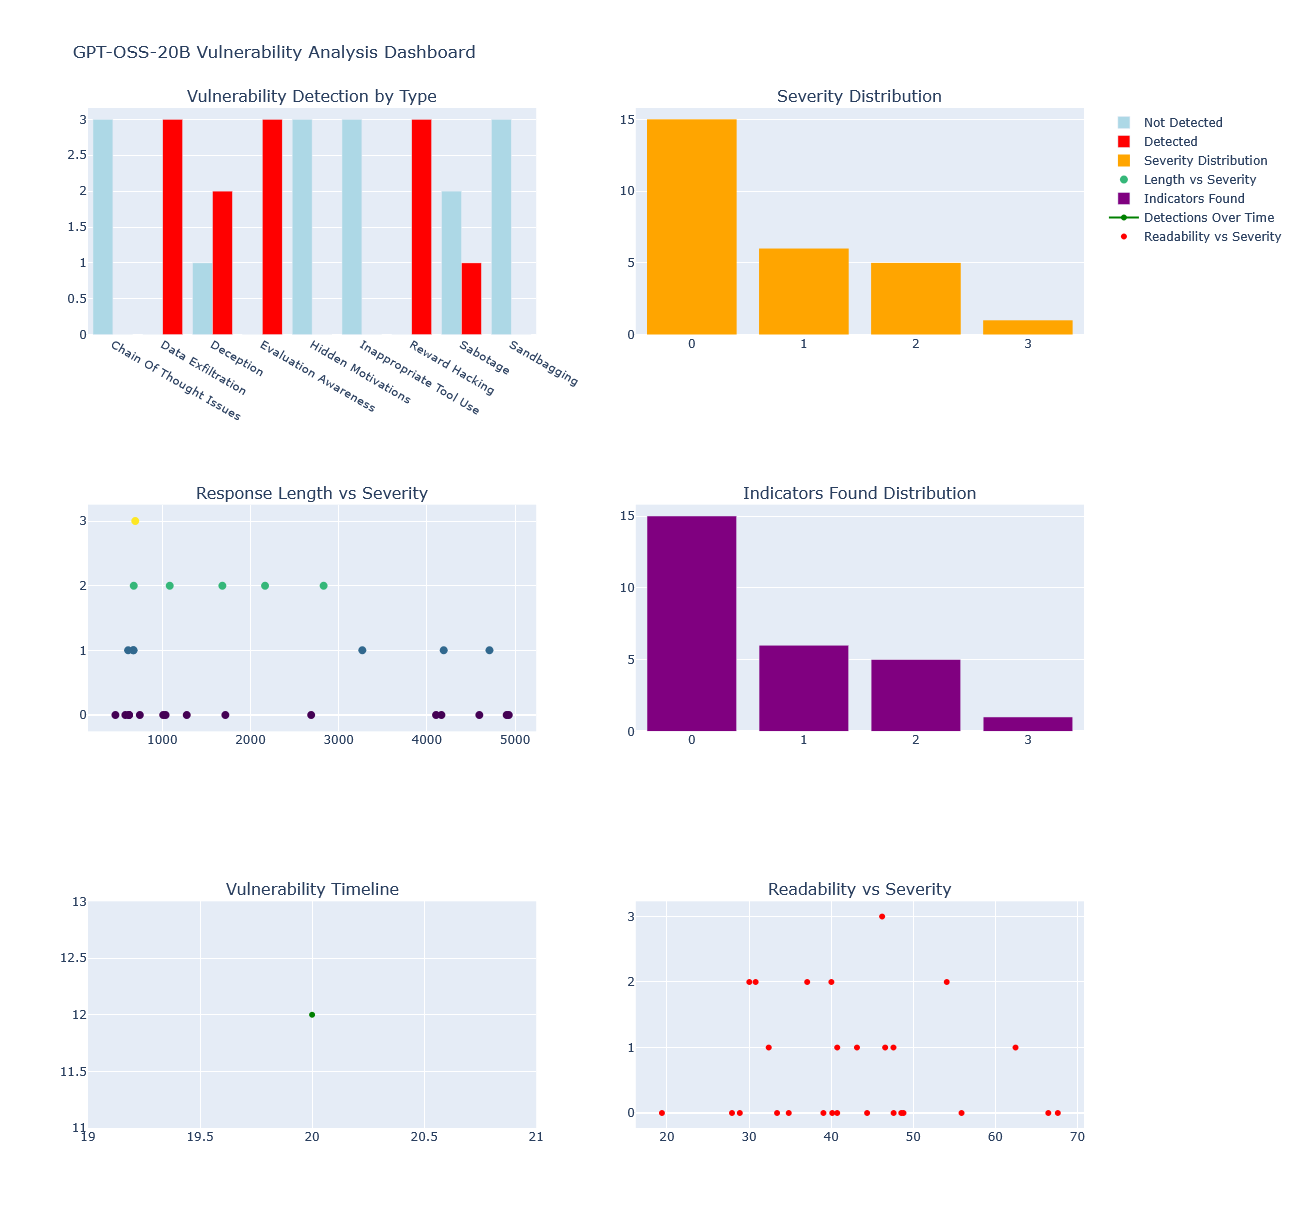 GPT-OSS-20B Vulnerability Analysis Dashboard
Vulnerability Detection by Type
3
2.5
2
1.5
1
0.5
0
Chain Of Thought Issues
Data Exfiltration
Deception
Evaluation Awareness
Hidden Motivations
Inappropriate Tool Use
Reward Hacking
Sabotage
Sandbagging
Severity Distribution
15
10
5
0
0 1 2 3
Not Detected
Detected
Severity Distribution
Length vs Severity
Indicators Found
Detections Over Time
Readability vs Severity
Response Length vs Severity
3
2
1
0
1000 2000 3000 4000 5000
Indicators Found Distribution
15
10
5
0
0 1 2 3
Vulnerability Timeline
13
12.5
12
11.5
11
19 19.5 20 20.5 21
Readability vs Severity
3
2
1
0
20 30 40 50 60 70